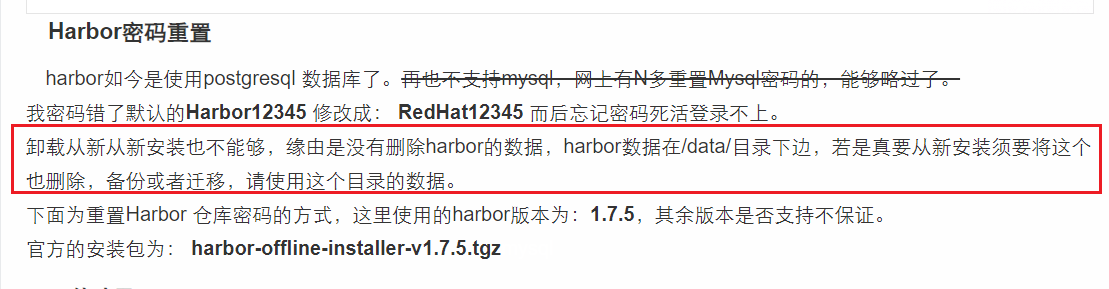 Harbor密码重置
harbor如今是使用postgresql 数据库了。再也不支持mysql，网上有N多重置Mysql密码的，能够略过了。
我密码错了默认的Harbor12345 修改成： RedHat12345 而后忘记密码死活登录不上。
卸载从新从新安装也不能够，缘由是没有删除harbor的数据，harbor数据在/data/目录下边，若是真要从新安装须要将这个
也删除，备份或者迁移，请使用这个目录的数据。
下面为重置Harbor 仓库密码的方式，这里使用的harbor版本为：1.7.5，其余版本是否支持不保证。
官方的安装包为： harbor-offline-installer-v1.7.5.tgz